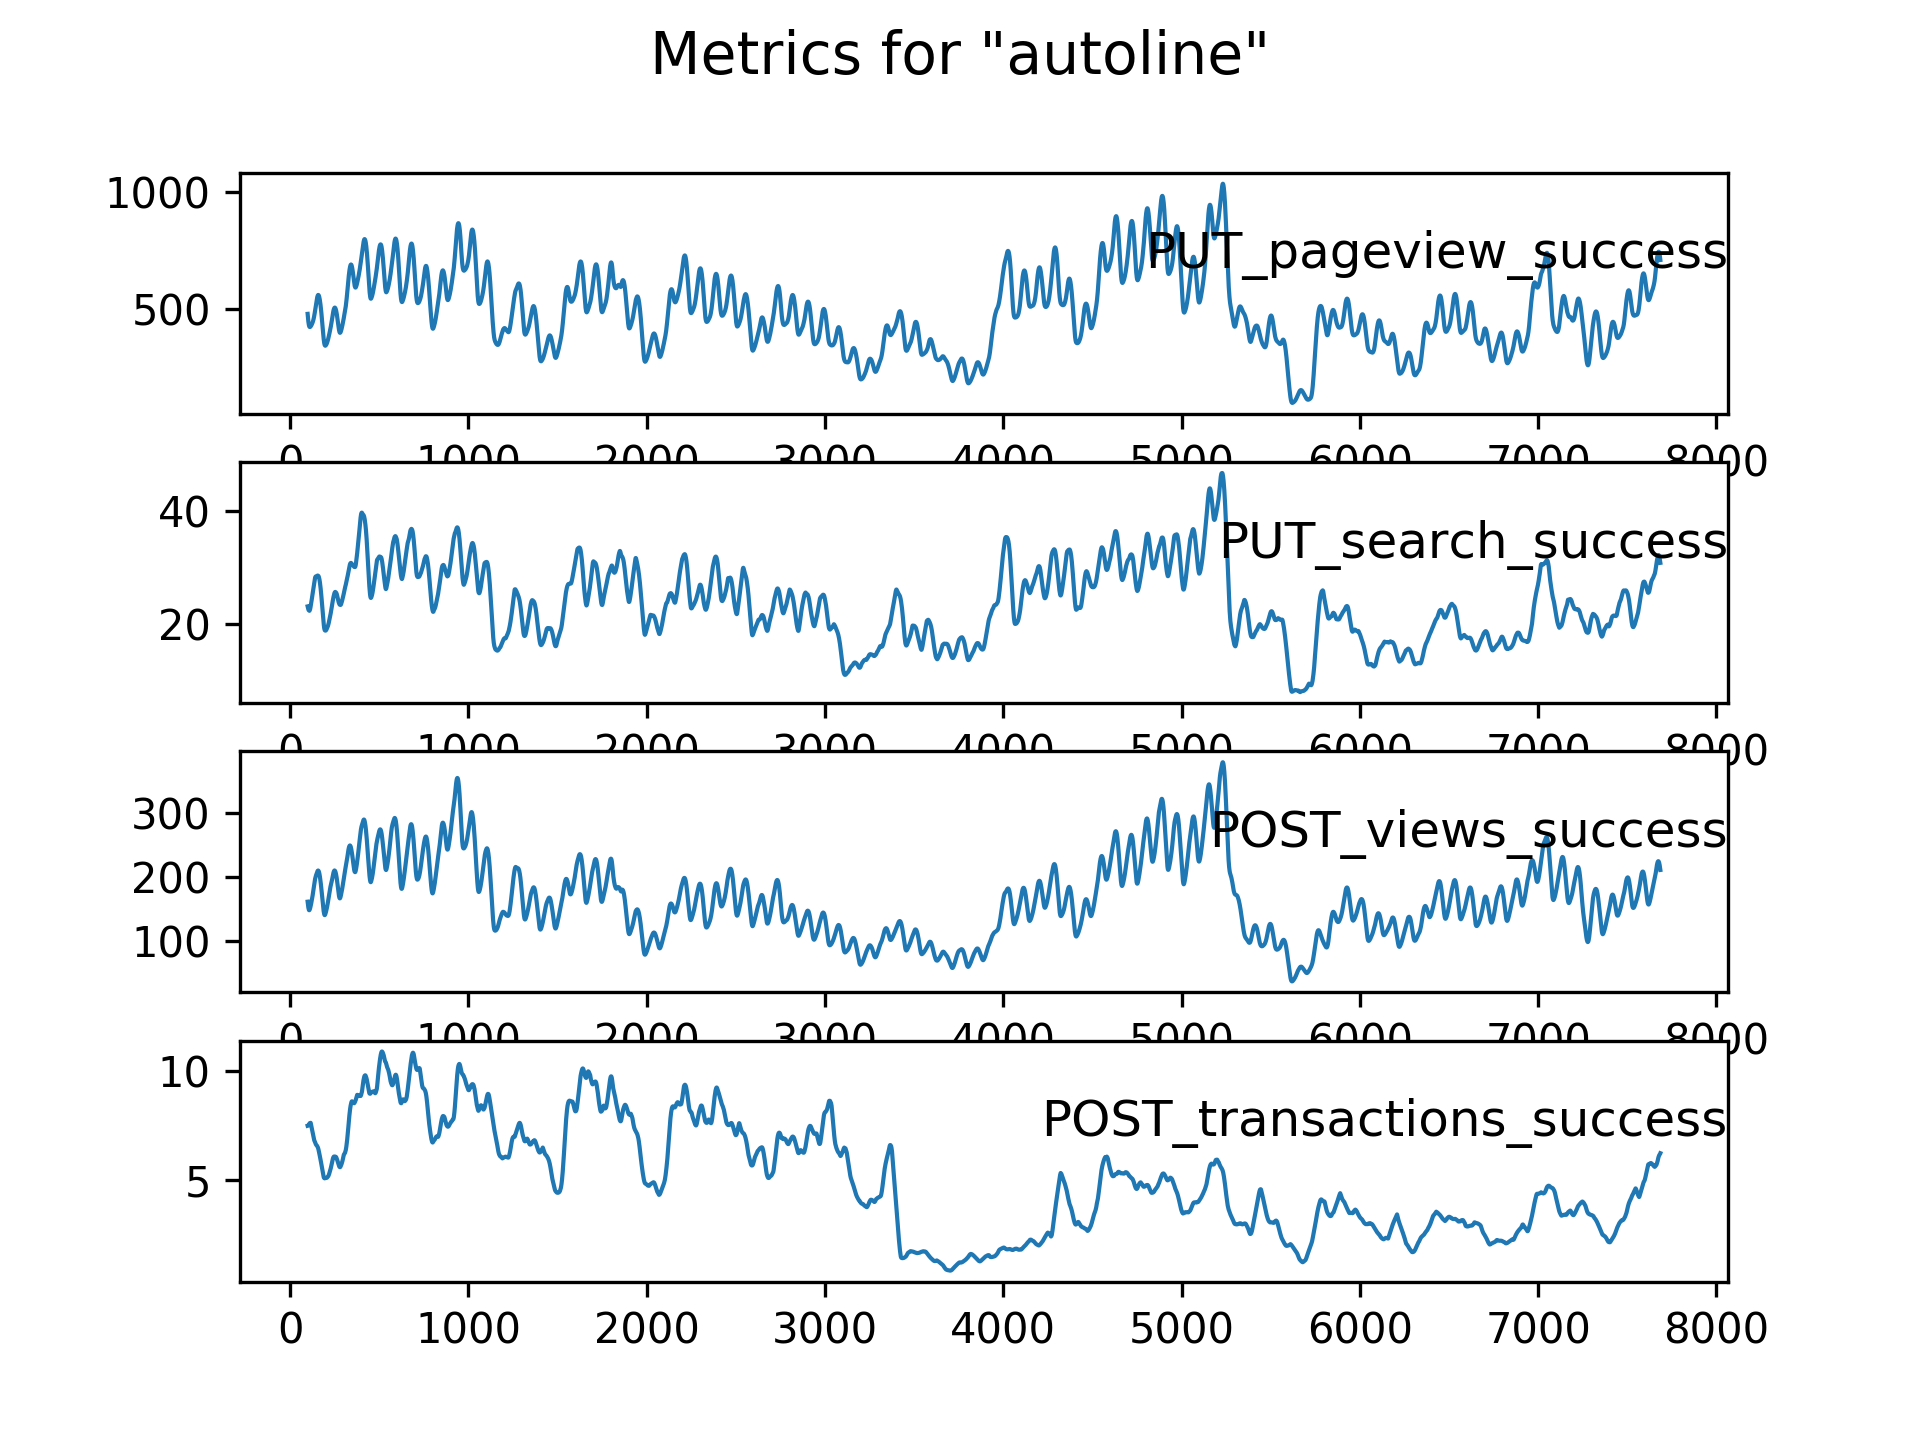 Metrics for "autoline"
1000
500
PUT_pageview_success
0 1000 2000 3000 4000 5000 6000 7000 8000
40
20
PUT_search_success
0 1000 2000 3000 4000 5000 6000 7000 8000
300
200
100
POST_views_success
0 1000 2000 3000 4000 5000 6000 7000 8000
10
5
POST_transactions_success
0 1000 2000 3000 4000 5000 6000 7000 8000